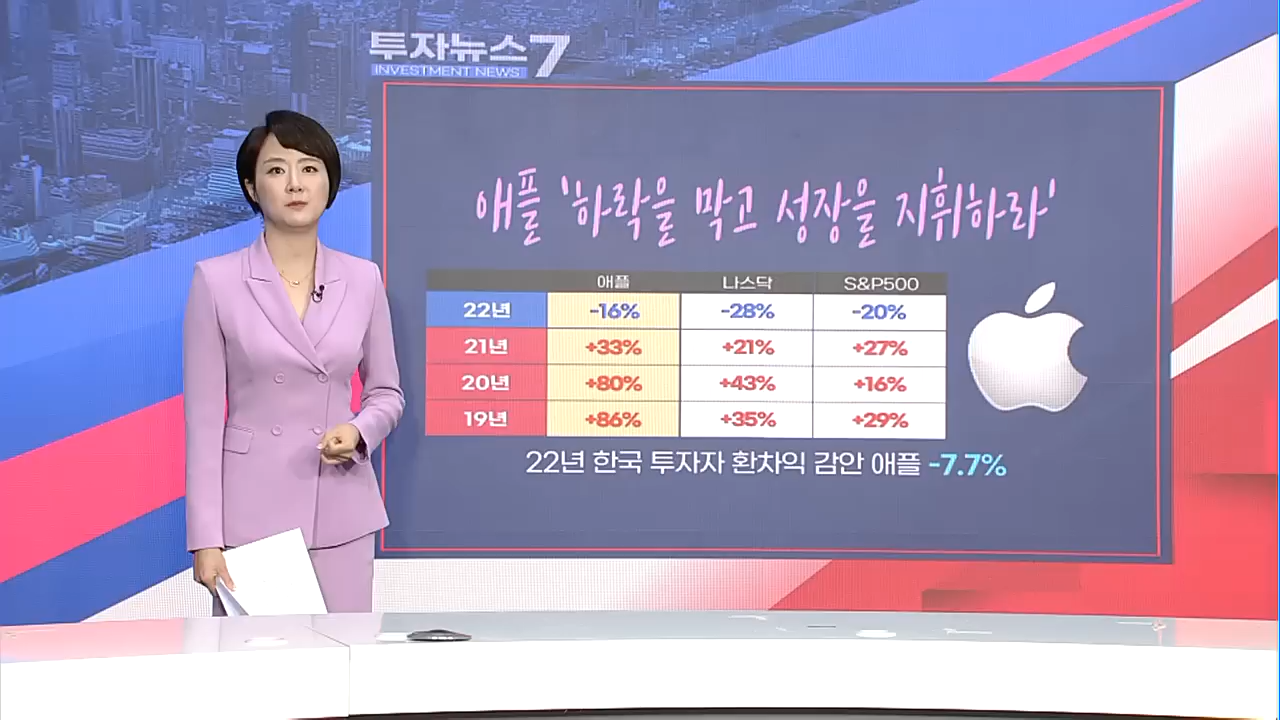 투자뉴스7
INVESTMENT NEWS
애플 '하락을 막고 성장을 지휘하라'
애플 나스닥 S&P500
22년 -16% -28% -20%
21년 +33% +21% +27%
20년 +80% +43% +16%
19년 +86% +35% +29%
22년 한국 투자자 환차익 감안 애플 -7.7%